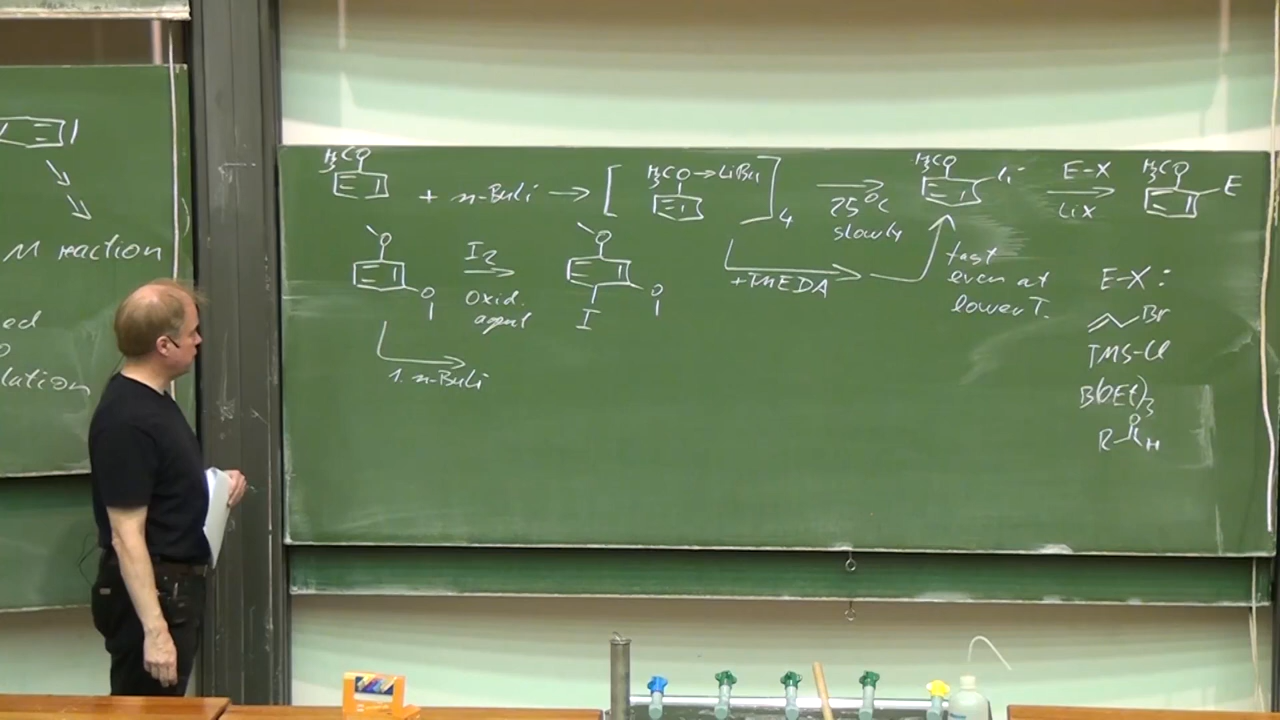 M reaction
ed
lation
H3CO
+ n-BuLi
H3CO→LiBu
4
25°C
slowly
H3CO
Li
E-X
LiX
H3CO
E
O
O
I2
Oxid.
agent
O
O
I
+TMEDA
fast
even at
lower T.
1. n-BuLi
E-X:
Br
TMS-Cl
B(OEt)3
O
R H